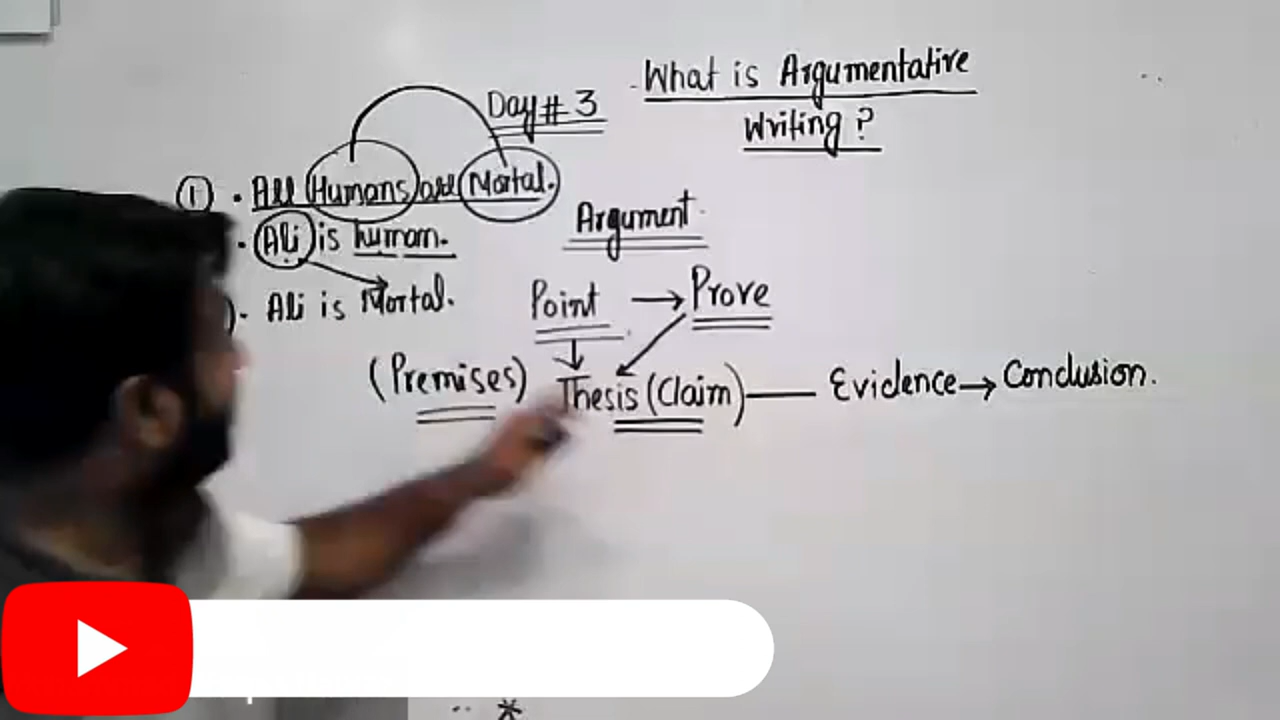 What is Argumentative
Writing?
Day # 3
① . All Humans are Mortal.
. Ali is human.
). Ali is Mortal.
Argument
Point → Prove
(Premises) Thesis (Claim) — Evidence → Conclusion.
*